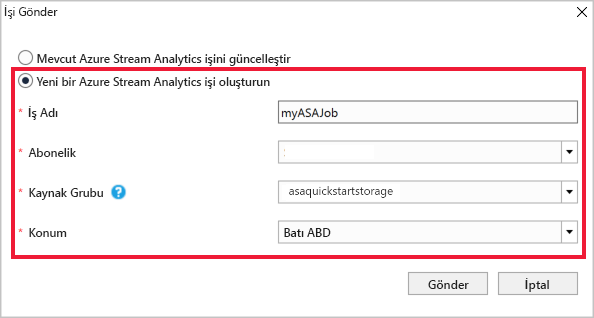 İşi Gönder
Mevcut Azure Stream Analytics işini güncelleştir
Yeni bir Azure Stream Analytics işi oluşturun
* İş Adı
myASAJob
* Abonelik
* Kaynak Grubu ?
asaquickstartstorage
* Konum
Batı ABD
Gönder
İptal